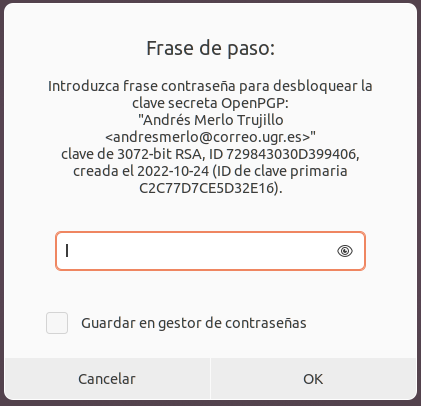 Frase de paso:
Introduzca frase contraseña para desbloquear la
clave secreta OpenPGP:
"Andrés Merlo Trujillo
<andresmerlo@correo.ugr.es>"
clave de 3072-bit RSA, ID 729843030D399406,
creada el 2022-10-24 (ID de clave primaria
C2C77D7CE5D32E16).
Guardar en gestor de contraseñas
Cancelar
OK